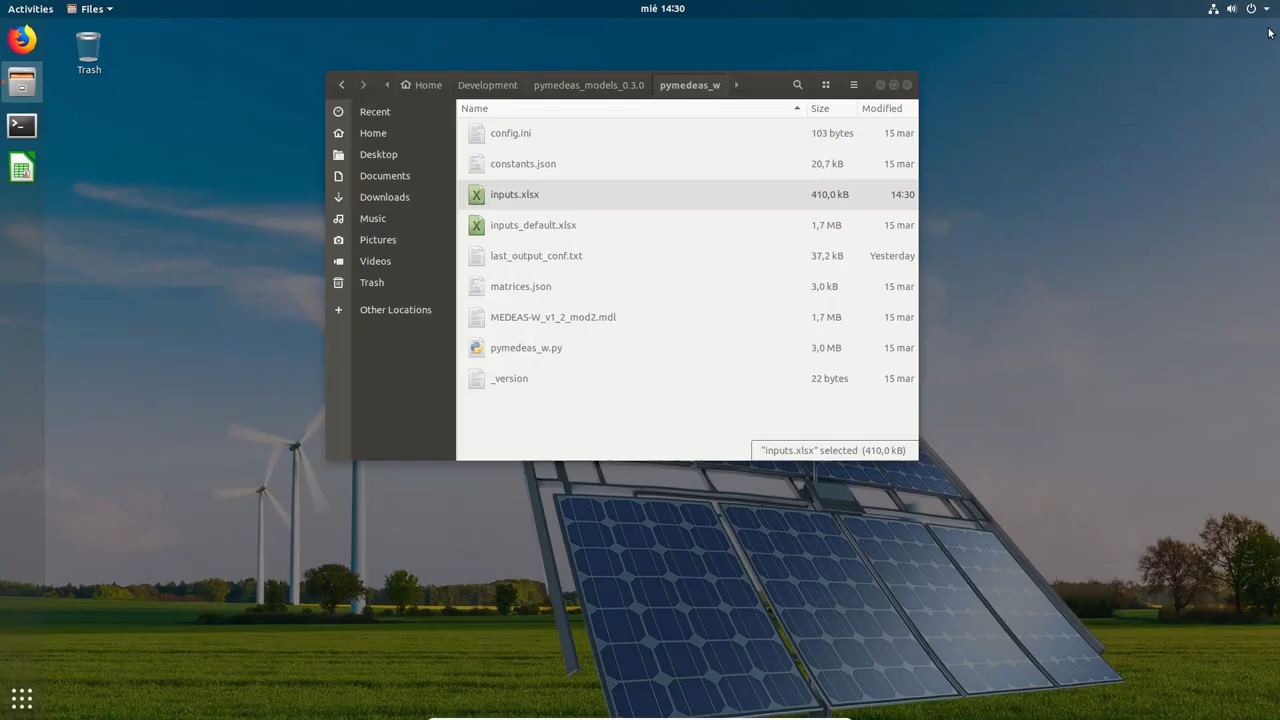 Activities Files mié 14:30
Trash
Home Development pymedeas_models_0.3.0 pymedeas_w
Recent
Home
Desktop
Documents
Downloads
Music
Pictures
Videos
Trash
+ Other Locations
Name Size Modified
config.ini 103 bytes 15 mar
constants.json 20,7 kB 15 mar
inputs.xlsx 410,0 kB 14:30
inputs_default.xlsx 1,7 MB 15 mar
last_output_conf.txt 37,2 kB Yesterday
matrices.json 3,0 kB 15 mar
MEDEAS-W_v1_2_mod2.mdl 1,7 MB 15 mar
pymedeas_w.py 3,0 MB 15 mar
_version 22 bytes 15 mar
"inputs.xlsx" selected (410,0 kB)